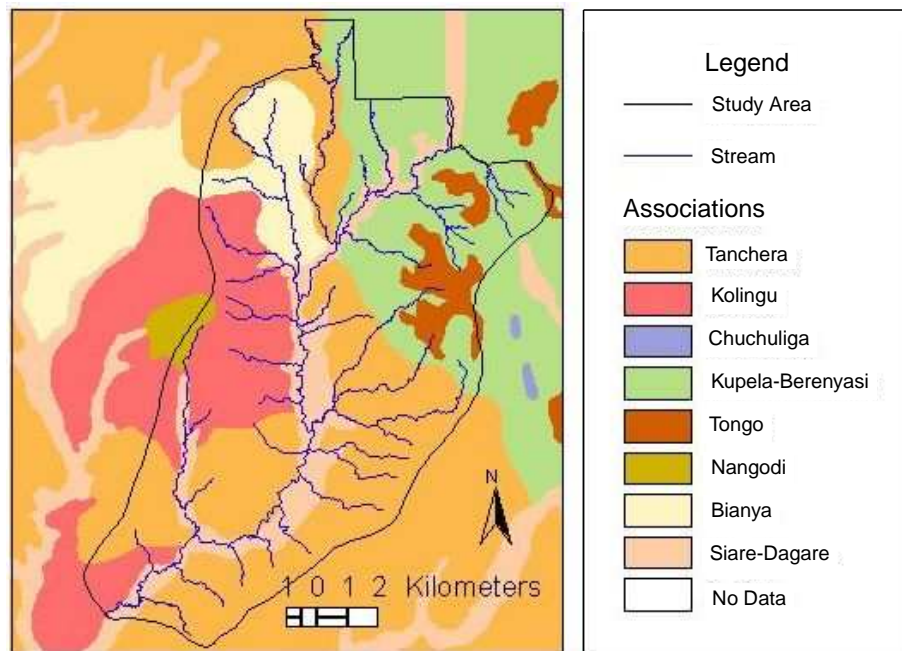 N
1 0 1 2 Kilometers
Legend
Study Area
Stream
Associations
Tanchera
Kolingu
Chuchuliga
Kupela-Berenyasi
Tongo
Nangodi
Bianya
Siare-Dagare
No Data